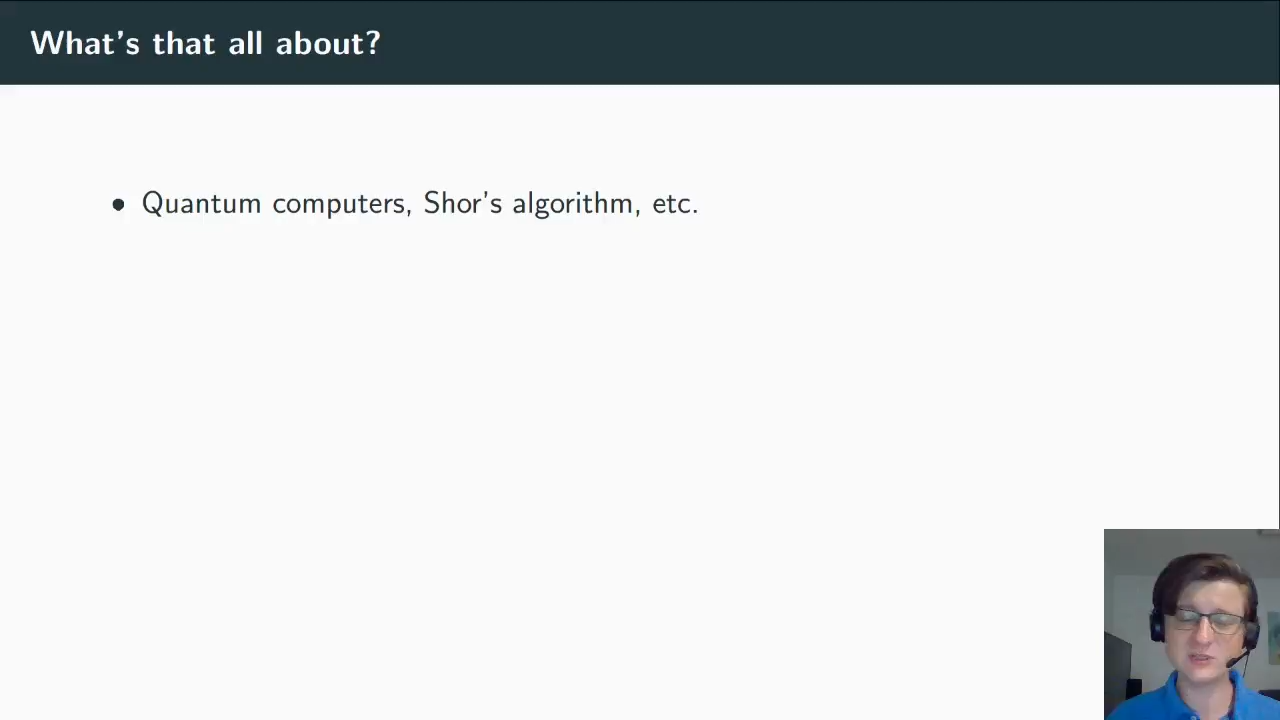 What's that all about?
• Quantum computers, Shor's algorithm, etc.